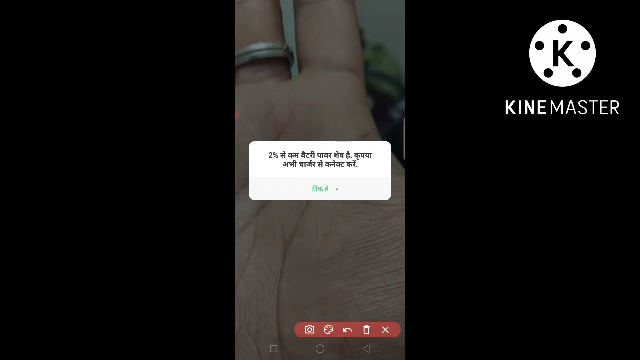 K
KINEMASTER
2% से कम बैटरी पावर शेष है. कृपया
अभी चार्जर से कनेक्ट करें.
ठीक है